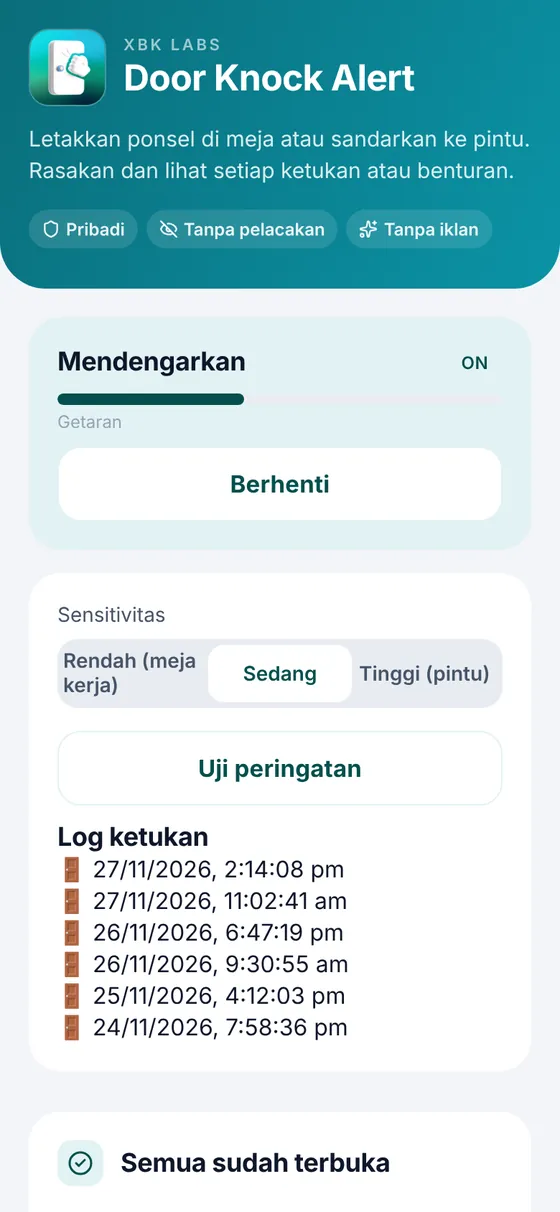 XBK LABS
Door Knock Alert
Letakkan ponsel di meja atau sandarkan ke pintu.
Rasakan dan lihat setiap ketukan atau benturan.
Pribadi
Tanpa pelacakan
Tanpa iklan
Mendengarkan
ON
Getaran
Berhenti
Sensitivitas
Rendah (meja
kerja)
Sedang
Tinggi (pintu)
Uji peringatan
Log ketukan
27/11/2026, 2:14:08 pm
27/11/2026, 11:02:41 am
26/11/2026, 6:47:19 pm
26/11/2026, 9:30:55 am
25/11/2026, 4:12:03 pm
24/11/2026, 7:58:36 pm
Semua sudah terbuka